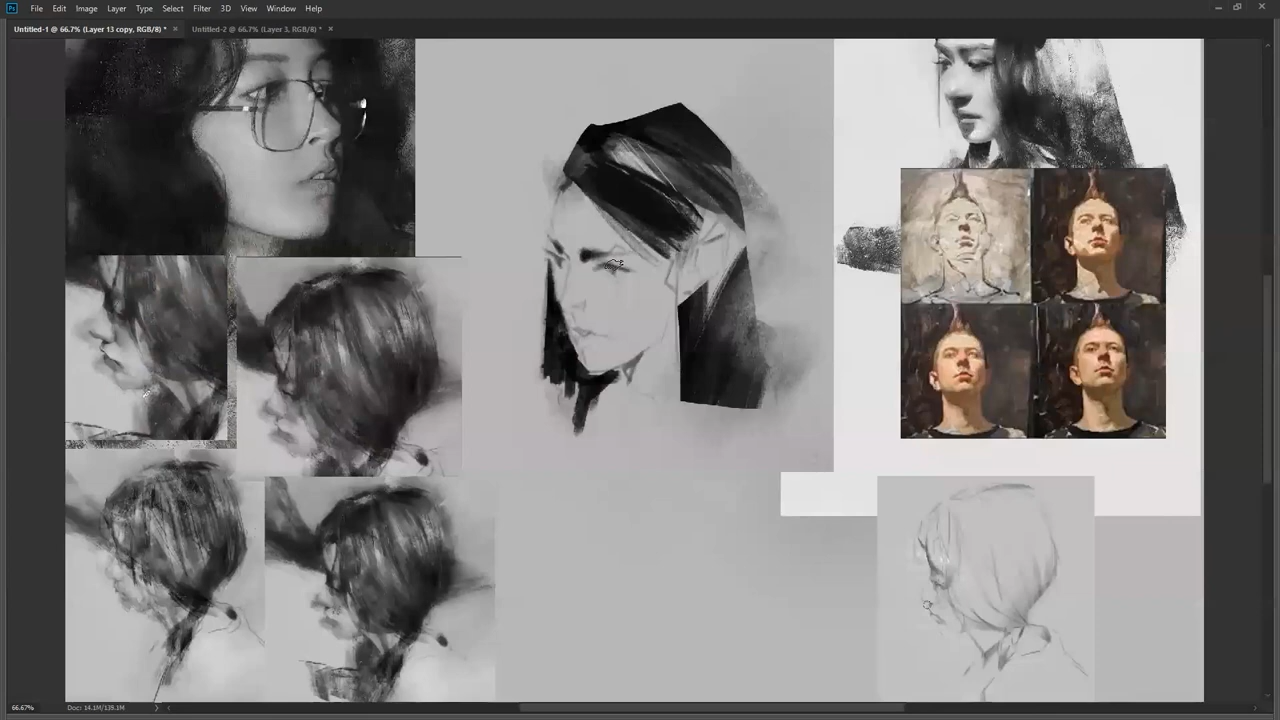 Ps File Edit Image Layer Type Select Filter 3D View Window Help
Untitled-1 @ 66.7% (Layer 13 copy, RGB/8) * × Untitled-2 @ 66.7% (Layer 3, RGB/8) * ×
66.67% Doc: 14.1M/139.1M